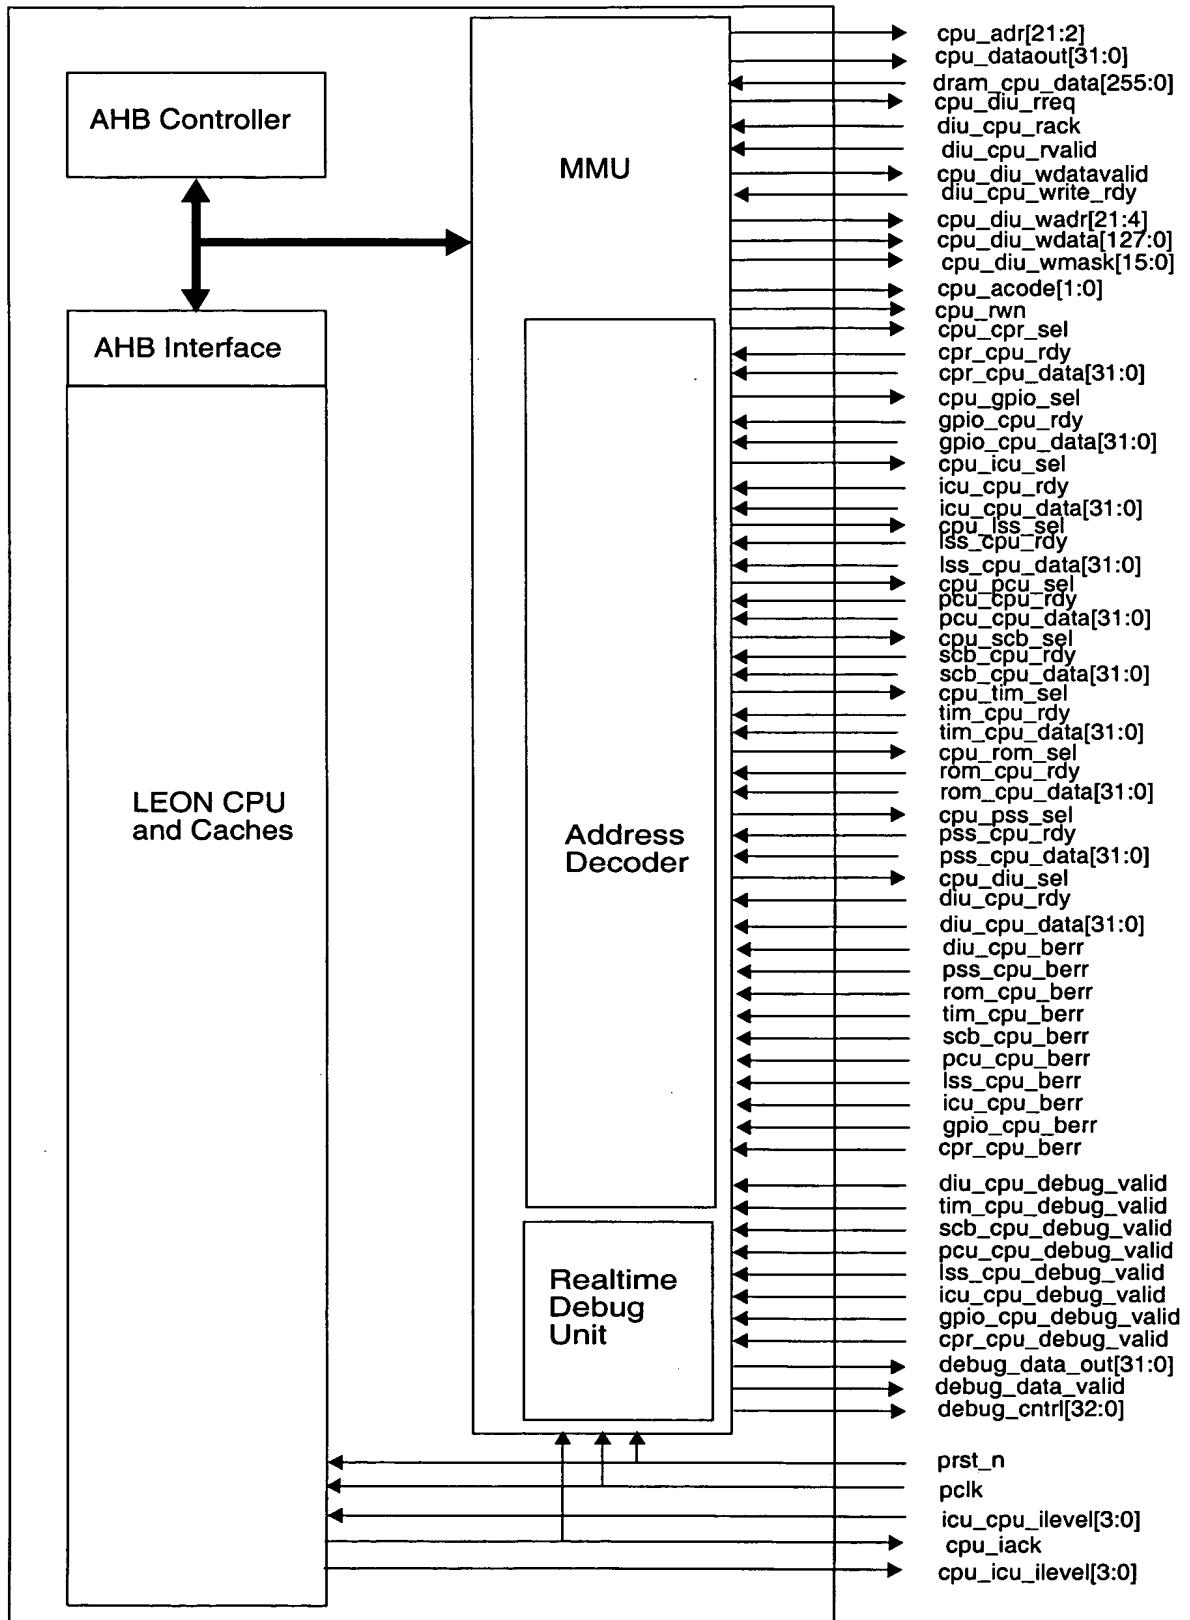 AHB Controller
AHB Interface
LEON CPU
and Caches
MMU
Address
Decoder
Realtime
Debug
Unit
cpu_adr[21:2]
cpu_dataout[31:0]
dram_cpu_data[255:0]
cpu_diu_rreq
diu_cpu_rack
diu_cpu_rvalid
cpu_diu_wdatavalid
diu_cpu_write_rdy
cpu_diu_wadr[21:4]
cpu_diu_wdata[127:0]
cpu_diu_wmask[15:0]
cpu_acode[1:0]
cpu_rwn
cpu_cpr_sel
cpr_cpu_rdy
cpr_cpu_data[31:0]
cpu_gpio_sel
gpio_cpu_rdy
gpio_cpu_data[31:0]
cpu_icu_sel
icu_cpu_rdy
icu_cpu_data[31:0]
cpu_lss_sel
lss_cpu_rdy
lss_cpu_data[31:0]
cpu_pcu_sel
pcu_cpu_rdy
pcu_cpu_data[31:0]
cpu_scb_sel
scb_cpu_rdy
scb_cpu_data[31:0]
cpu_tim_sel
tim_cpu_rdy
tim_cpu_data[31:0]
cpu_rom_sel
rom_cpu_rdy
rom_cpu_data[31:0]
cpu_pss_sel
pss_cpu_rdy
pss_cpu_data[31:0]
cpu_diu_sel
diu_cpu_rdy
diu_cpu_data[31:0]
diu_cpu_berr
pss_cpu_berr
rom_cpu_berr
tim_cpu_berr
scb_cpu_berr
pcu_cpu_berr
lss_cpu_berr
icu_cpu_berr
gpio_cpu_berr
cpr_cpu_berr
diu_cpu_debug_valid
tim_cpu_debug_valid
scb_cpu_debug_valid
pcu_cpu_debug_valid
lss_cpu_debug_valid
icu_cpu_debug_valid
gpio_cpu_debug_valid
cpr_cpu_debug_valid
debug_data_out[31:0]
debug_data_valid
debug_cntrl[32:0]
prst_n
pclk
icu_cpu_ilevel[3:0]
cpu_iack
cpu_icu_ilevel[3:0]